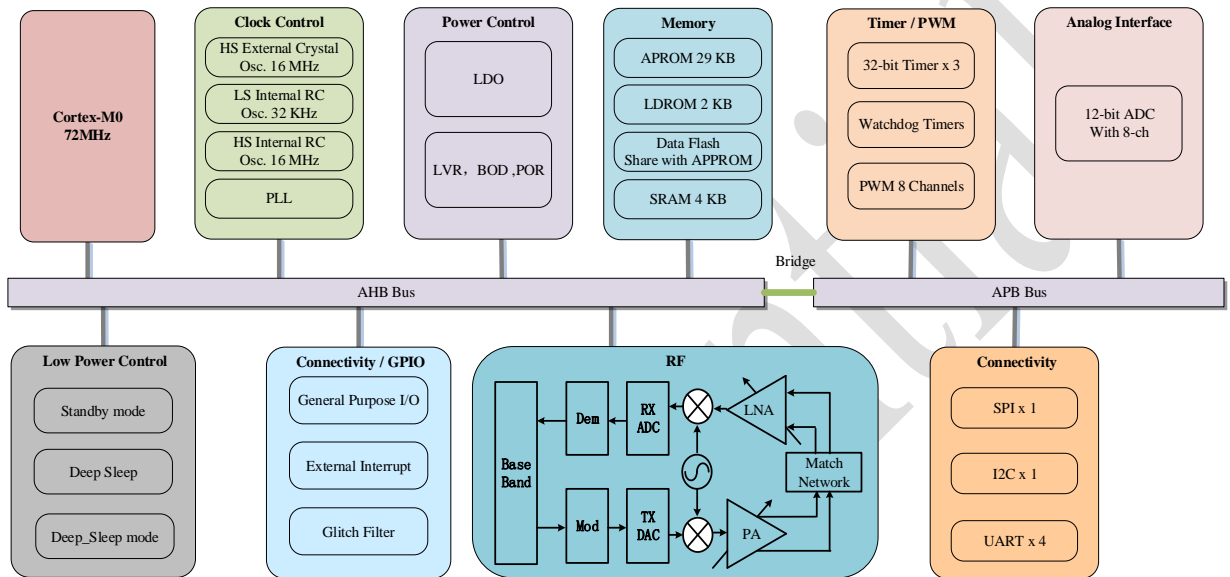 Cortex-M0
72MHz
Clock Control
HS External Crystal
Osc. 16 MHz
LS Internal RC
Osc. 32 KHz
HS Internal RC
Osc. 16 MHz
PLL
Power Control
LDO
LVR，BOD ,POR
Memory
APROM 29 KB
LDROM 2 KB
Data Flash
Share with APPROM
SRAM 4 KB
Timer / PWM
32-bit Timer x 3
Watchdog Timers
PWM 8 Channels
Analog Interface
12-bit ADC
With 8-ch
AHB Bus
Bridge
APB Bus
Low Power Control
Standby mode
Deep Sleep
Deep_Sleep mode
Connectivity / GPIO
General Purpose I/O
External Interrupt
Glitch Filter
RF
Base
Band
Dem
RX
ADC
LNA
Match
Network
Mod
TX
DAC
PA
Connectivity
SPI x 1
I2C x 1
UART x 4